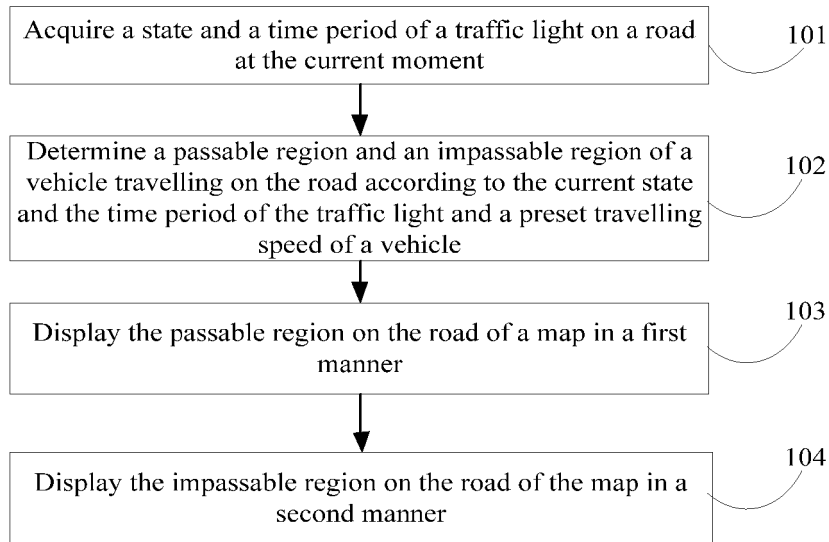 Acquire a state and a time period of a traffic light on a road
at the current moment
101
Determine a passable region and an impassable region of a
vehicle travelling on the road according to the current state
and the time period of the traffic light and a preset travelling
speed of a vehicle
102
Display the passable region on the road of a map in a first
manner
103
Display the impassable region on the road of the map in a
second manner
104